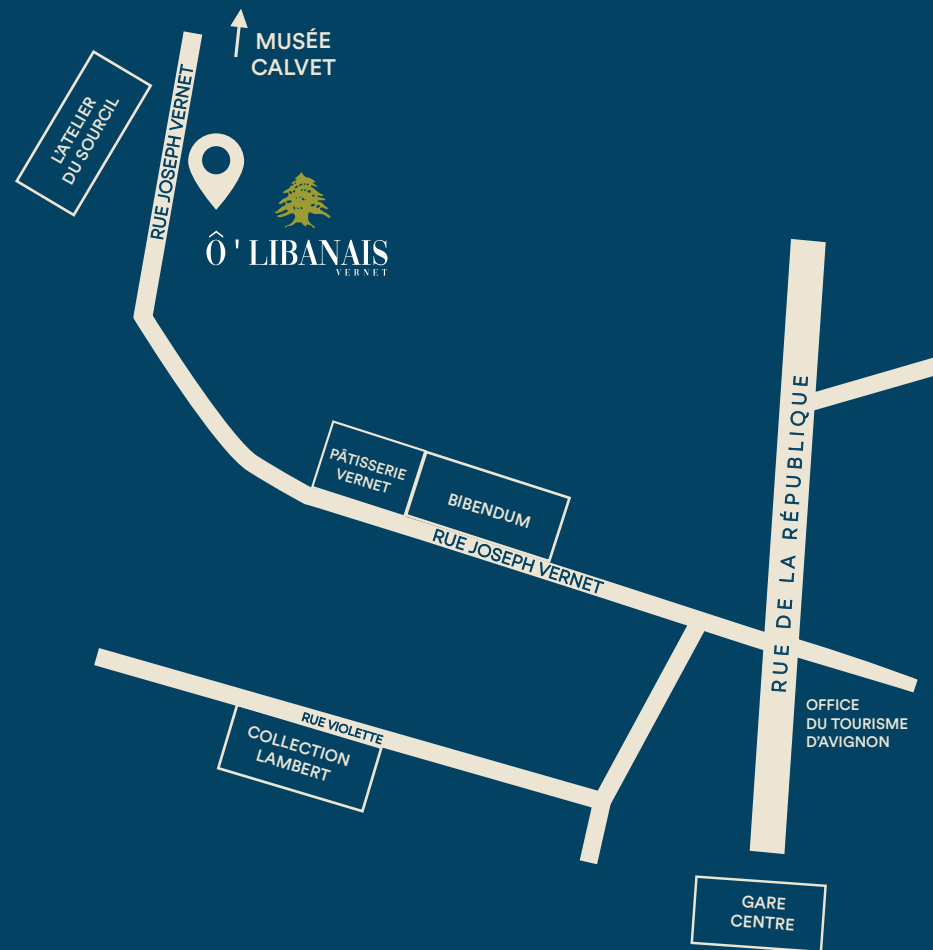 MUSÉE
CALVET
L'ATELIER
DU SOURCIL
RUE JOSEPH VERNET
Ô ' LIBANAIS
VERNET
RUE DE LA RÉPUBLIQUE
PÂTISSERIE
VERNET
BIBENDUM
RUE JOSEPH VERNET
RUE VIOLETTE
COLLECTION
LAMBERT
OFFICE
DU TOURISME
D'AVIGNON
GARE
CENTRE